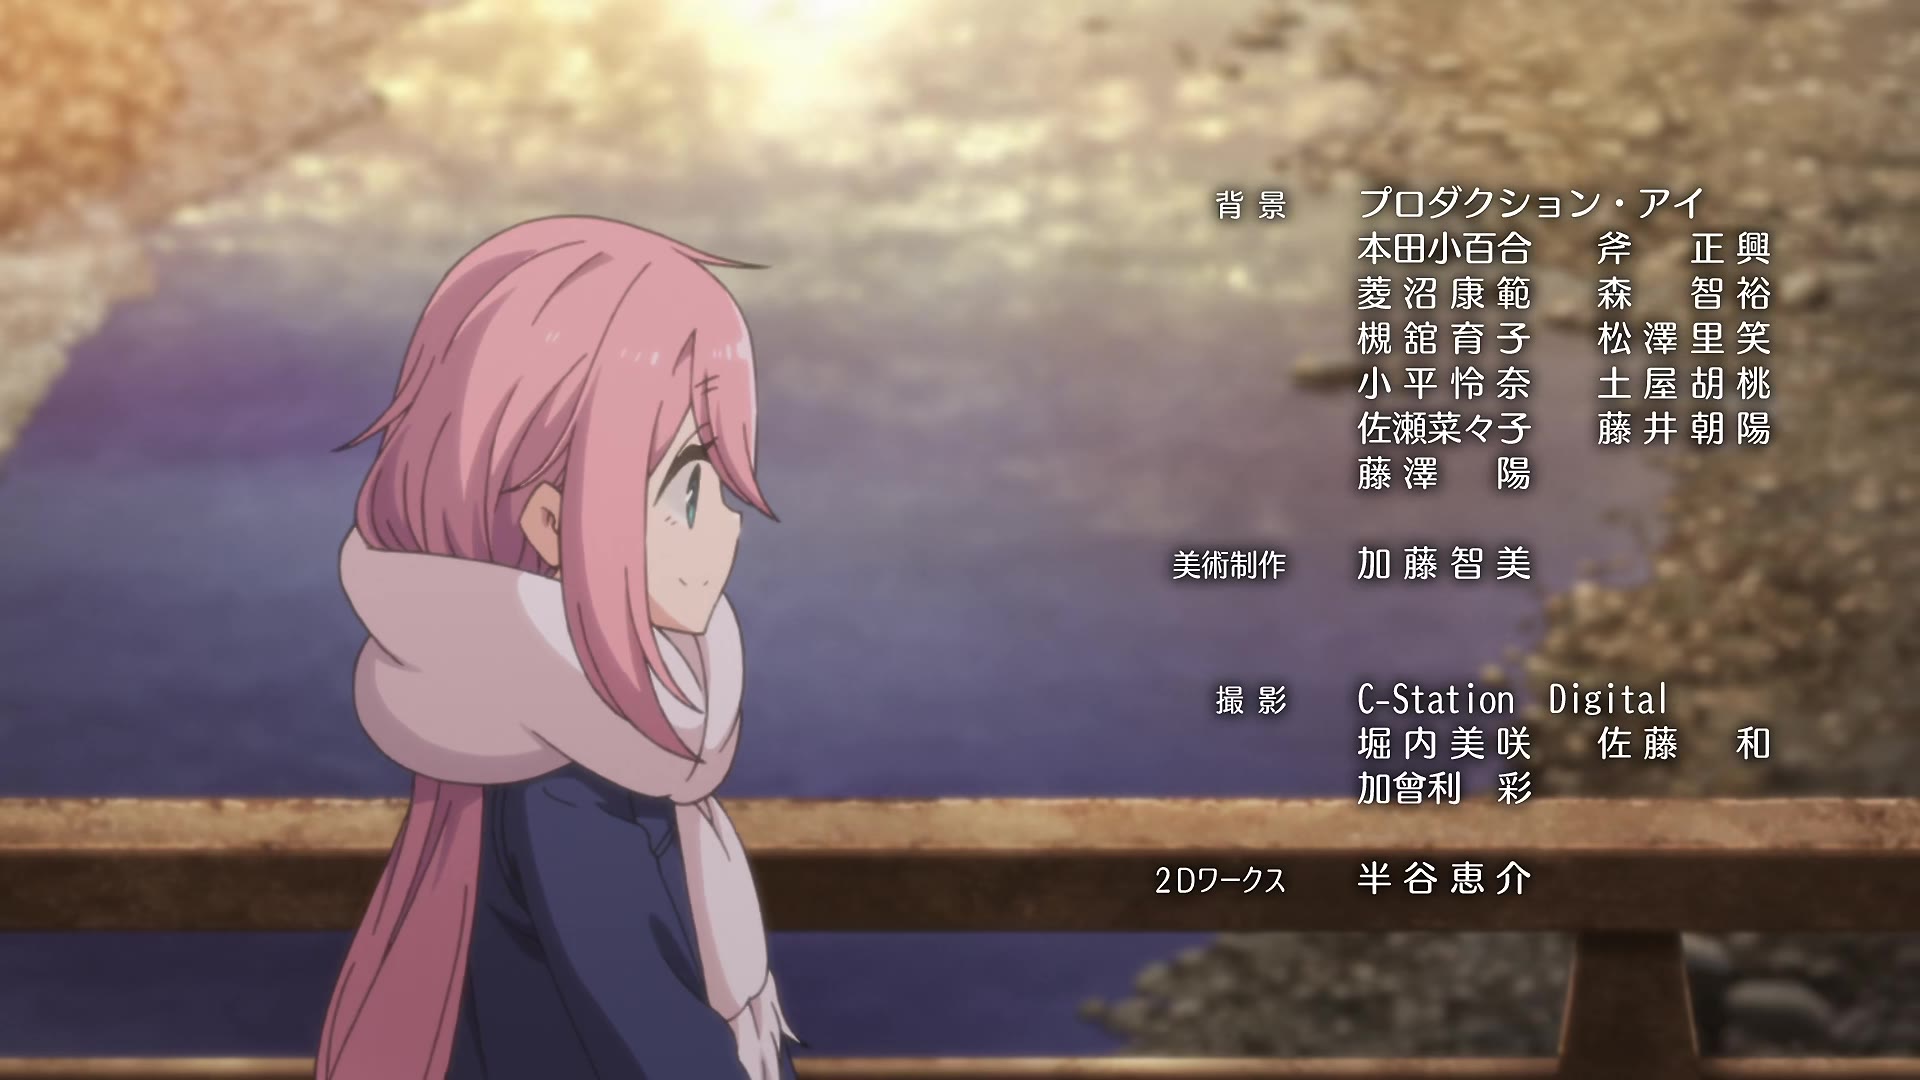 背景 プロダクション・アイ
本田小百合 斧 正興
菱沼康範 森 智裕
槻舘育子 松澤里笑
小平怜奈 土屋胡桃
佐瀬菜々子 藤井朝陽
藤澤 陽
美術制作 加藤智美
撮影 C-Station Digital
堀内美咲 佐藤 和
加曾利 彩
2Dワークス 半谷恵介